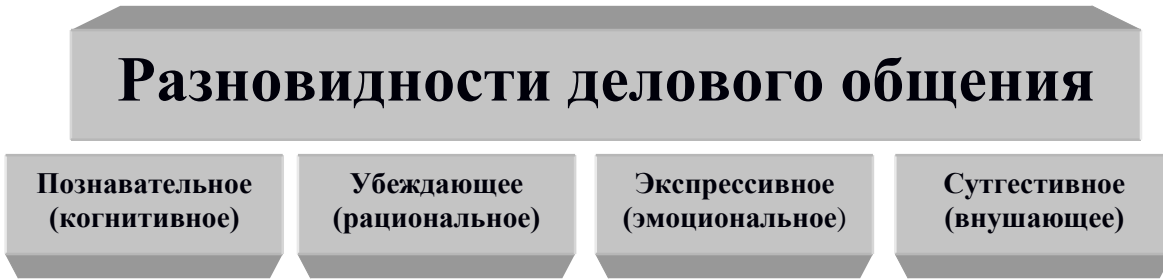 Разновидности делового общения
Познавательное
(когнитивное)
Убеждающее
(рациональное)
Экспрессивное
(эмоциональное)
Сутгестивное
(внушающее)